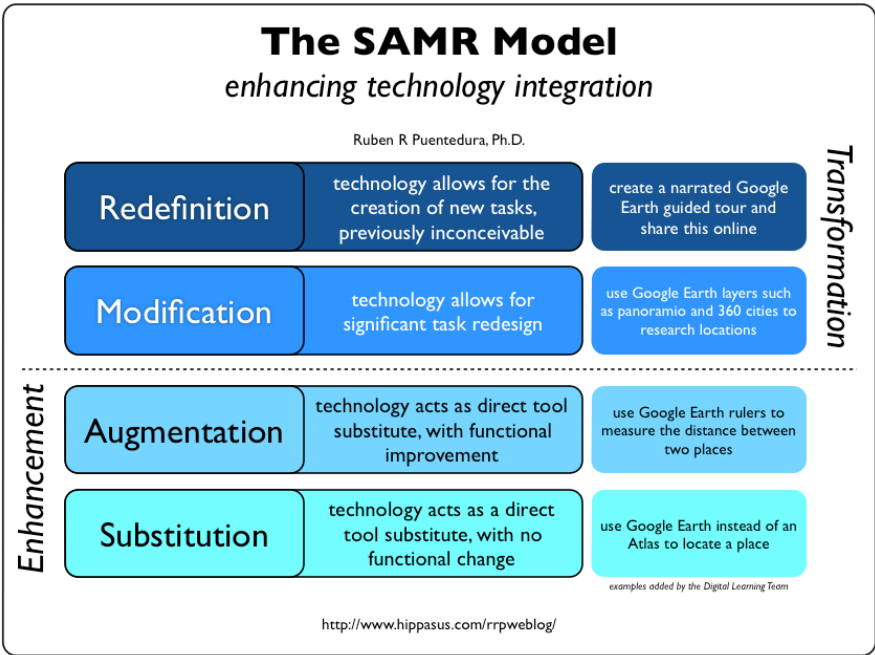 The SAMR Model
enhancing technology integration
Ruben R Puentedura, Ph.D.
Transformation
Redefinition
technology allows for the
creation of new tasks,
previously inconceivable
create a narrated Google
Earth guided tour and
share this online
Modification
technology allows for
significant task redesign
use Google Earth layers such
as panoramio and 360 cities to
research locations
Enhancement
Augmentation
technology acts as direct tool
substitute, with functional
improvement
use Google Earth rulers to
measure the distance between
two places
Substitution
technology acts as a direct
tool substitute, with no
functional change
use Google Earth instead of an
Atlas to locate a place
examples added by the Digital Learning Team
http://www.hippasus.com/rrpweblog/